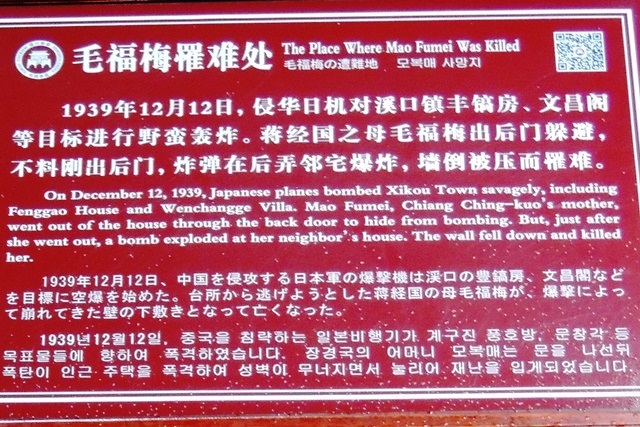 毛福梅罹难处
The Place Where Mao Fumei Was Killed
毛福梅の遭難地 모복매 사망지
1939年12月12日，侵华日机对溪口镇丰镐房、文昌阁
等目标进行野蛮轰炸。蒋经国之母毛福梅出后门躲避，
不料刚出后门，炸弹在后弄邻宅爆炸，墙倒被压而罹难。
On December 12, 1939, Japanese planes bombed Xikou Town savagely, including
Fenggao House and Wenchangge Villa. Mao Fumei, Chiang Ching-kuo's mother,
went out of the house through the back door to hide from bombing. But, just after
she went out, a bomb exploded at her neighbor's house. The wall fell down and killed
her.
1939年12月12日、中国を侵攻する日本軍の爆撃機は渓口の豊鎬房、文昌閣など
を目標に空爆を始めた。台所から逃げようとした蒋経国の母毛福梅が、爆撃によっ
て崩れてきた壁の下敷きとなって亡くなった。
1939년12월12일, 중국을 침략하는 일본비행기가 계구진 풍호방, 문창각 등
목표물들에 향하여 폭격하였습니다. 장경국의 어머니 모복매는 문을 나선뒤
폭탄이 인근 주택을 폭격하여 성벽이 무너지면서 눌리어 재난을 입게되었습니다